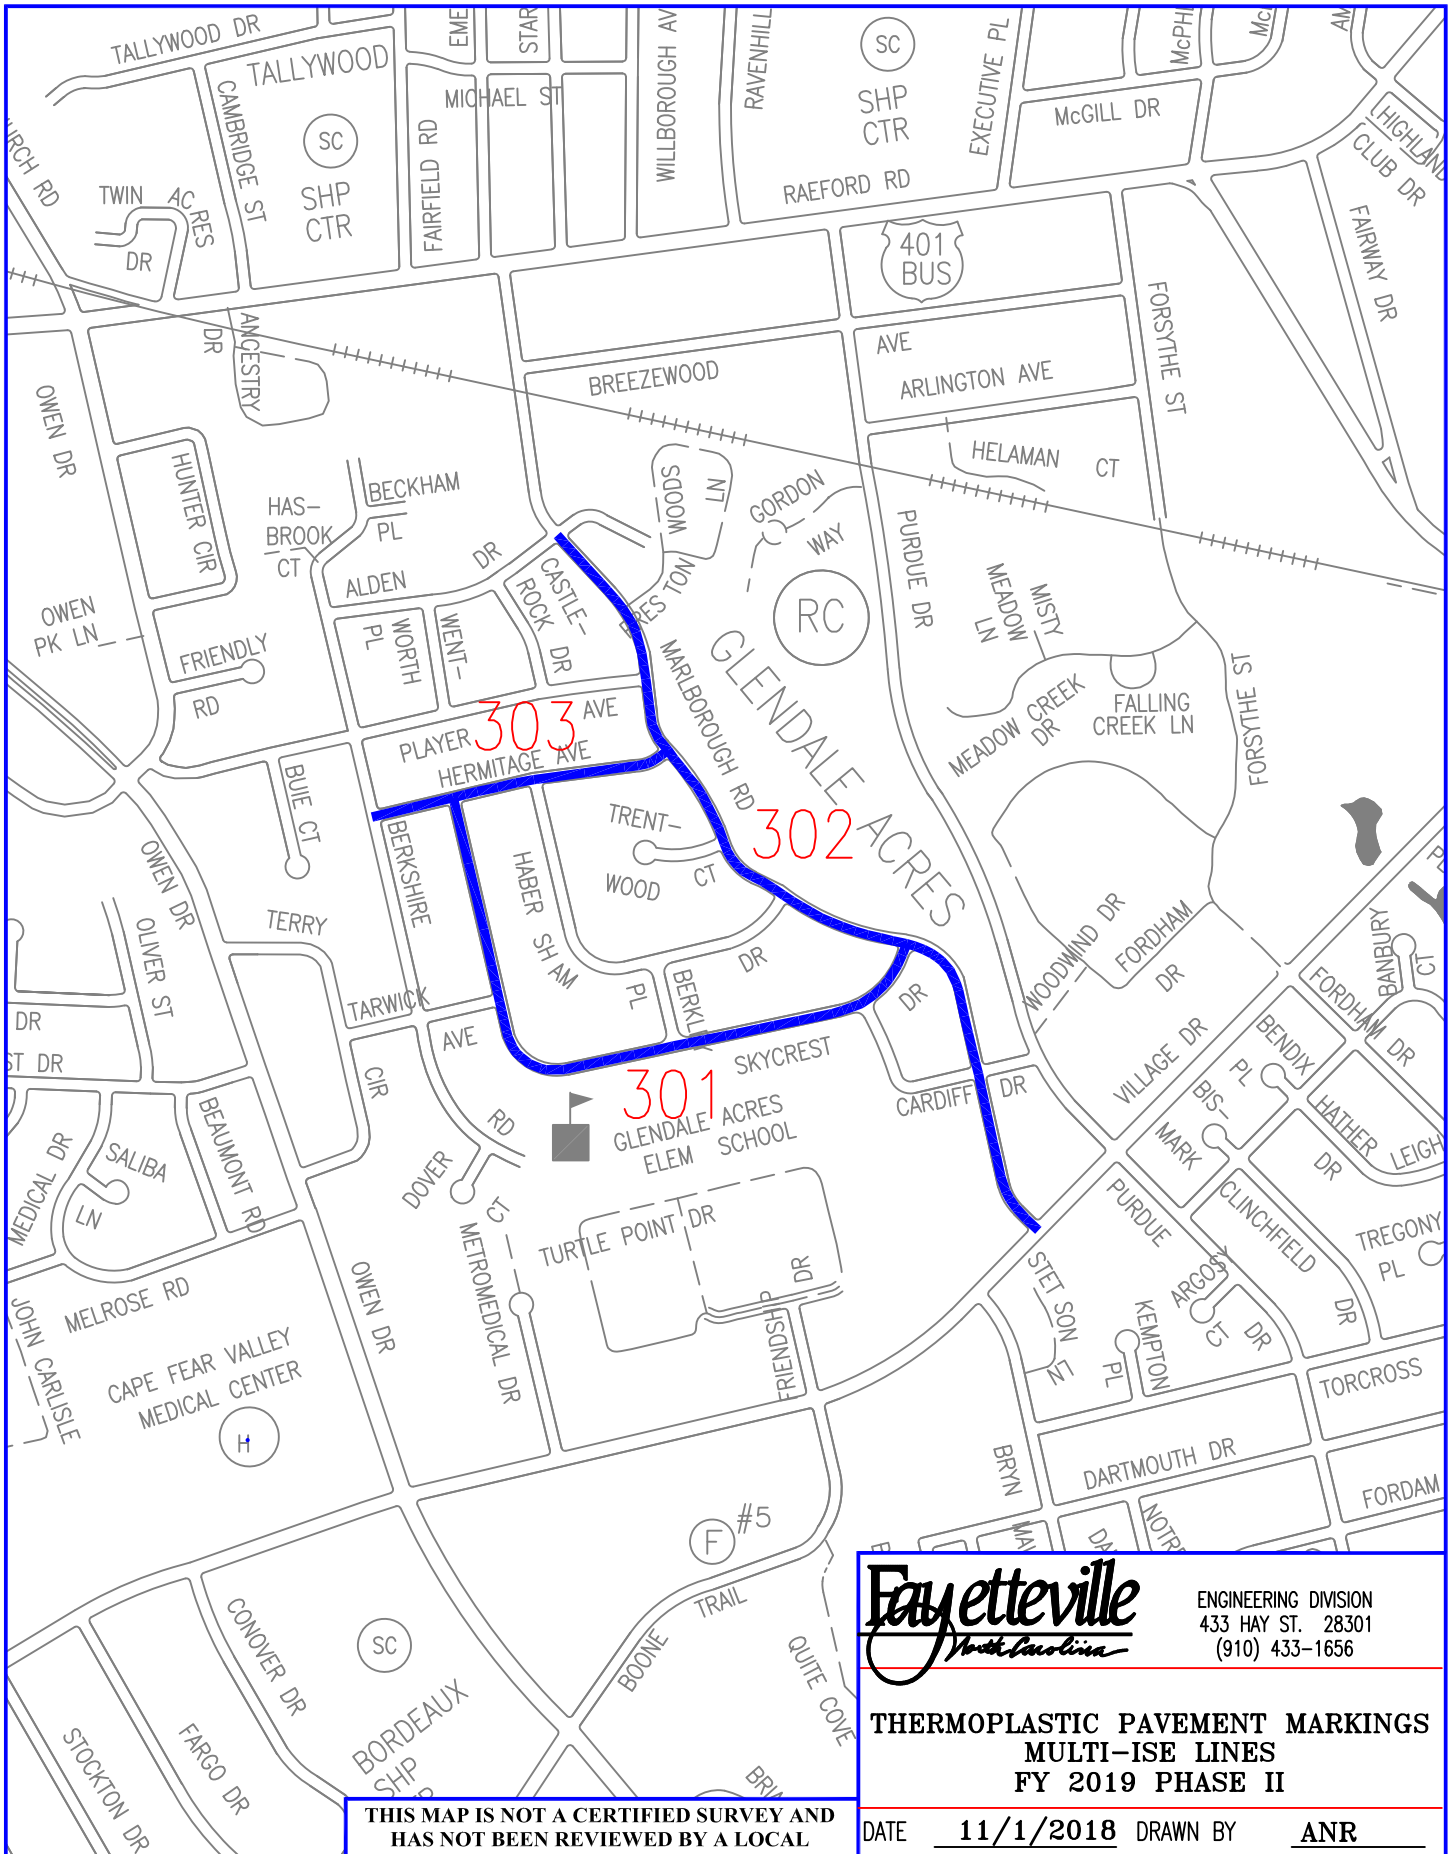 TALLYWOOD DR
TALLYWOOD
SC
SHP
CTR
CAMBRIDGE ST
FAIRFIELD RD
MICHAEL ST
EME
STAR
WILLBOROUGH AV
RAVENHILL
SC
SHP
CTR
EXECUTIVE PL
McPH
McGILL DR
HIGHLAND
CLUB DR
FAIRWAY DR
URCH RD
TWIN
AC
RES
DR
RAEFORD RD
401
BUS
FORSYTHE ST
AVE
ARLINGTON AVE
BREEZEWOOD
ANCESTRY
DR
OWEN DR
HUNTER CIR
HAS-
BROOK
CT
BECKHAM
PL
ALDEN
DR
WOODS
LN
GORDON
WAY
HELAMAN CT
PURDUE DR
RC
MISTY
MEADOW
LN
OWEN
PK LN
FRIENDLY
RD
WORTH
PL
WENT-
CASTLE-
ROCK DR
PRES TON
MARLBOROUGH RD
GLENDALE ACRES
MEADOW CREEK
DR
FALLING
CREEK LN
FORSYTHE ST
303
PLAYER
AVE
HERMITAGE AVE
302
BUIE CT
BERKSHIRE
HABER
SH AM
PL
TRENT-
WOOD
CT
OWEN DR
OLIVER ST
TERRY
CIR
TARWICK
AVE
BERKLEY
DR
DR
SKYCREST
301
GLENDALE ACRES
ELEM SCHOOL
CARDIFF DR
WOODWIND DR
FORDHAM
DR
VILLAGE DR
BANBURY
CT
FORDHAM DR
BENDIX
PL
BIS-
MARK
HATHER
LEIGH
DR
DR
ST DR
MEDICAL DR
SALIBA
LN
BEAUMONT RD
MELROSE RD
DOVER
RD
CT
METROMEDICAL DR
TURTLE POINT DR
FRIENDSHIP
DR
PURDUE
DR
CLINCHFIELD
DR
TREGONY
PL
STET SON
LN
ARGOSY
CT
KEMPTON
PL
TORCROSS
JOHN CARLISLE
CAPE FEAR VALLEY
MEDICAL CENTER
H
OWEN DR
BRYN
DARTMOUTH DR
FORDAM
NOTR
F
#5
BOONE
TRAIL
QUITE COVE
CONOVER DR
SC
BORDEAUX
SHP
STOCKTON DR
FARGO DR
Fayetteville
North Carolina
ENGINEERING DIVISION
433 HAY ST. 28301
(910) 433-1656
THERMOPLASTIC PAVEMENT MARKINGS
MULTI-ISE LINES
FY 2019 PHASE II
THIS MAP IS NOT A CERTIFIED SURVEY AND
HAS NOT BEEN REVIEWED BY A LOCAL
DATE 11/1/2018 DRAWN BY ANR